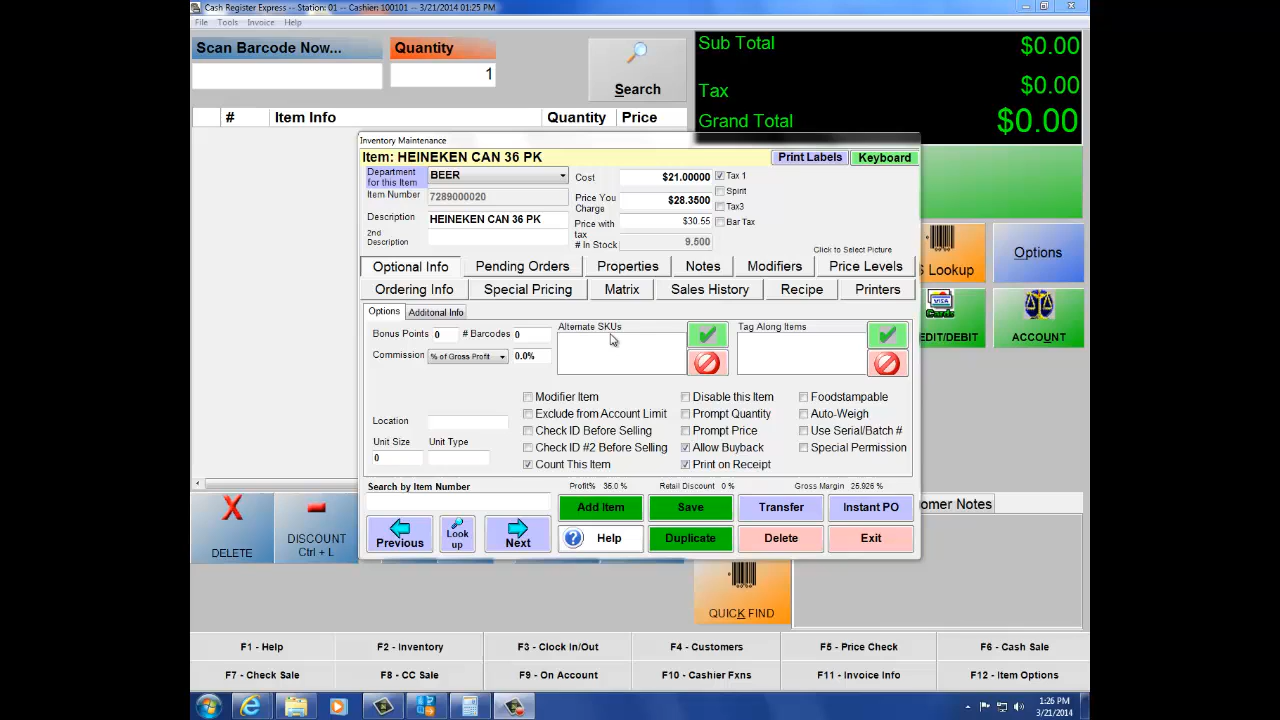 Cash Register Express -- Station: 01 -- Cashier: 100101 -- 3/21/2014 01:25 PM
File Tools Invoice Help
Scan Barcode Now...
Quantity
1
Search
Sub Total $0.00
Tax $0.00
Grand Total $0.00
# Item Info Quantity Price
Inventory Maintenance
Item: HEINEKEN CAN 36 PK
Print Labels
Keyboard
Department for this Item
BEER
Item Number
7289000020
Description
HEINEKEN CAN 36 PK
2nd Description
Cost $21.00000
Price You Charge $28.3500
Price with tax $30.55
# In Stock 9.500
Tax 1
Spirit
Tax3
Bar Tax
Click to Select Picture
Optional Info Pending Orders Properties Notes Modifiers Price Levels
Ordering Info Special Pricing Matrix Sales History Recipe Printers
Options Additonal Info
Bonus Points 0 # Barcodes 0
Commission % of Gross Profit 0.0%
Alternate SKUs
Tag Along Items
Modifier Item Disable this Item Foodstampable
Exclude from Account Limit Prompt Quantity Auto-Weigh
Check ID Before Selling Prompt Price Use Serial/Batch #
Check ID #2 Before Selling Allow Buyback Special Permission
Count This Item Print on Receipt
Location
Unit Size Unit Type
0
Search by Item Number
Profit% 35.0 % Retail Discount 0 % Gross Margin 25.926 %
Add Item Save Transfer Instant PO
Previous Look up Next Help Duplicate Delete Exit
S Lookup
Options
Cards
VISA
EDIT/DEBIT
ACCOUNT
DELETE
DISCOUNT
Ctrl + L
omer Notes
QUICK FIND
F1 - Help F2 - Inventory F3 - Clock In/Out F4 - Customers F5 - Price Check F6 - Cash Sale
F7 - Check Sale F8 - CC Sale F9 - On Account F10 - Cashier Fxns F11 - Invoice Info F12 - Item Options
1:26 PM
3/21/2014